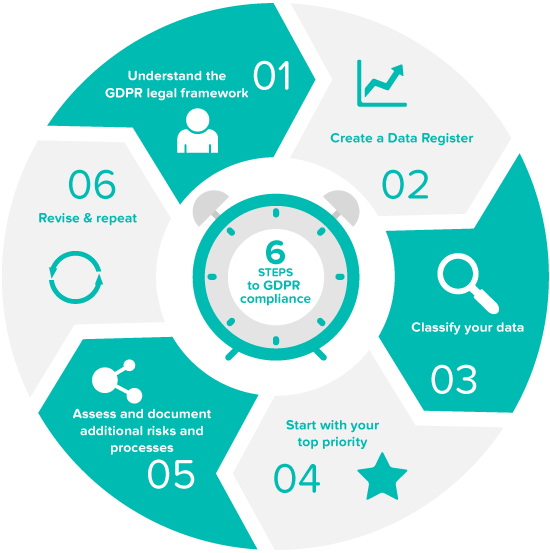 Understand the
GDPR legal framework
01
Create a Data Register
02
Classify your data
03
Start with your
top priority
04
Assess and document
additional risks and
processes
05
06
Revise & repeat
6
STEPS
to GDPR
compliance